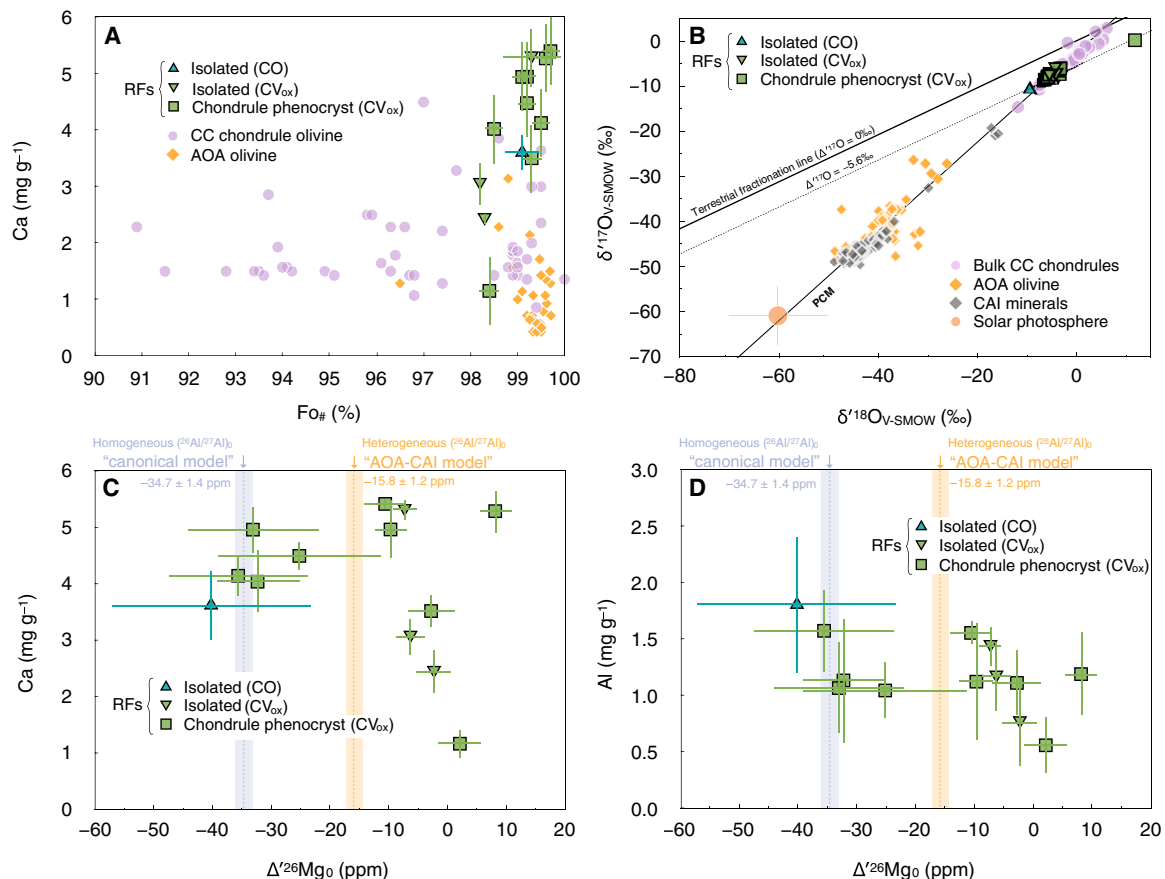 A
Ca (mg g⁻¹)
6
5
4
3
2
1
0
RFs
Isolated (CO)
Isolated (CVₒₓ)
Chondrule phenocryst (CVₒₓ)
CC chondrule olivine
AOA olivine
90 91 92 93 94 95 96 97 98 99 100
Fo# (%)
B
δ′¹⁷O V-SMOW (‰)
0
−10
−20
−30
−40
−50
−60
−70
RFs
Isolated (CO)
Isolated (CVₒₓ)
Chondrule phenocryst (CVₒₓ)
Terrestrial fractionation line (Δ′¹⁷O = 0‰)
Δ′¹⁷O = −5.6‰
PCM
Bulk CC chondrules
AOA olivine
CAI minerals
Solar photosphere
−80 −60 −40 −20 0
δ′¹⁸O V-SMOW (‰)
Homogeneous (²⁶Al/²⁷Al)₀
“canonical model”
−34.7 ± 1.4 ppm
Heterogeneous (²⁶Al/²⁷Al)₀
“AOA-CAI model”
−15.8 ± 1.2 ppm
C
Ca (mg g⁻¹)
6
5
4
3
2
1
0
RFs
Isolated (CO)
Isolated (CVₒₓ)
Chondrule phenocryst (CVₒₓ)
−60 −50 −40 −30 −20 −10 0 10 20
Δ′²⁶Mg₀ (ppm)
Homogeneous (²⁶Al/²⁷Al)₀
“canonical model”
−34.7 ± 1.4 ppm
Heterogeneous (²⁶Al/²⁷Al)₀
“AOA-CAI model”
−15.8 ± 1.2 ppm
D
Al (mg g⁻¹)
3.0
2.5
2.0
1.5
1.0
0.5
0.0
RFs
Isolated (CO)
Isolated (CVₒₓ)
Chondrule phenocryst (CVₒₓ)
−60 −50 −40 −30 −20 −10 0 10 20
Δ′²⁶Mg₀ (ppm)